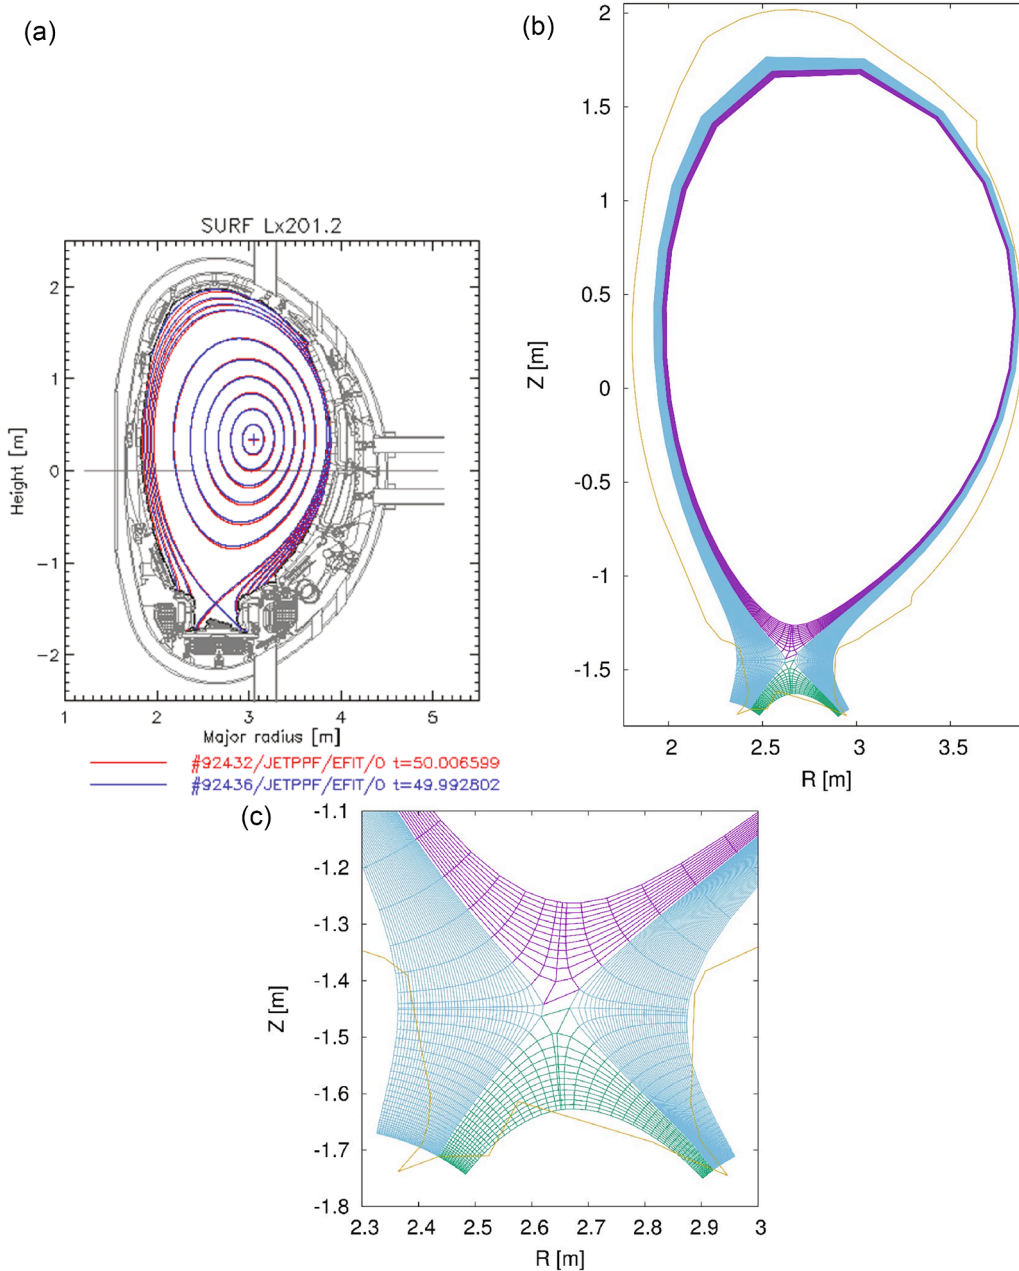 (a)
SURF Lx201.2
2
1
0
-1
-2
Height [m]
1 2 3 4 5
Major radius [m]
#92432/JETPPF/EFIT/0 t=50.006599
#92436/JETPPF/EFIT/0 t=49.992802
(b)
2
1.5
1
0.5
0
-0.5
-1
-1.5
Z [m]
2 2.5 3 3.5
R [m]
(c)
-1.1
-1.2
-1.3
-1.4
-1.5
-1.6
-1.7
-1.8
Z [m]
2.3 2.4 2.5 2.6 2.7 2.8 2.9 3
R [m]